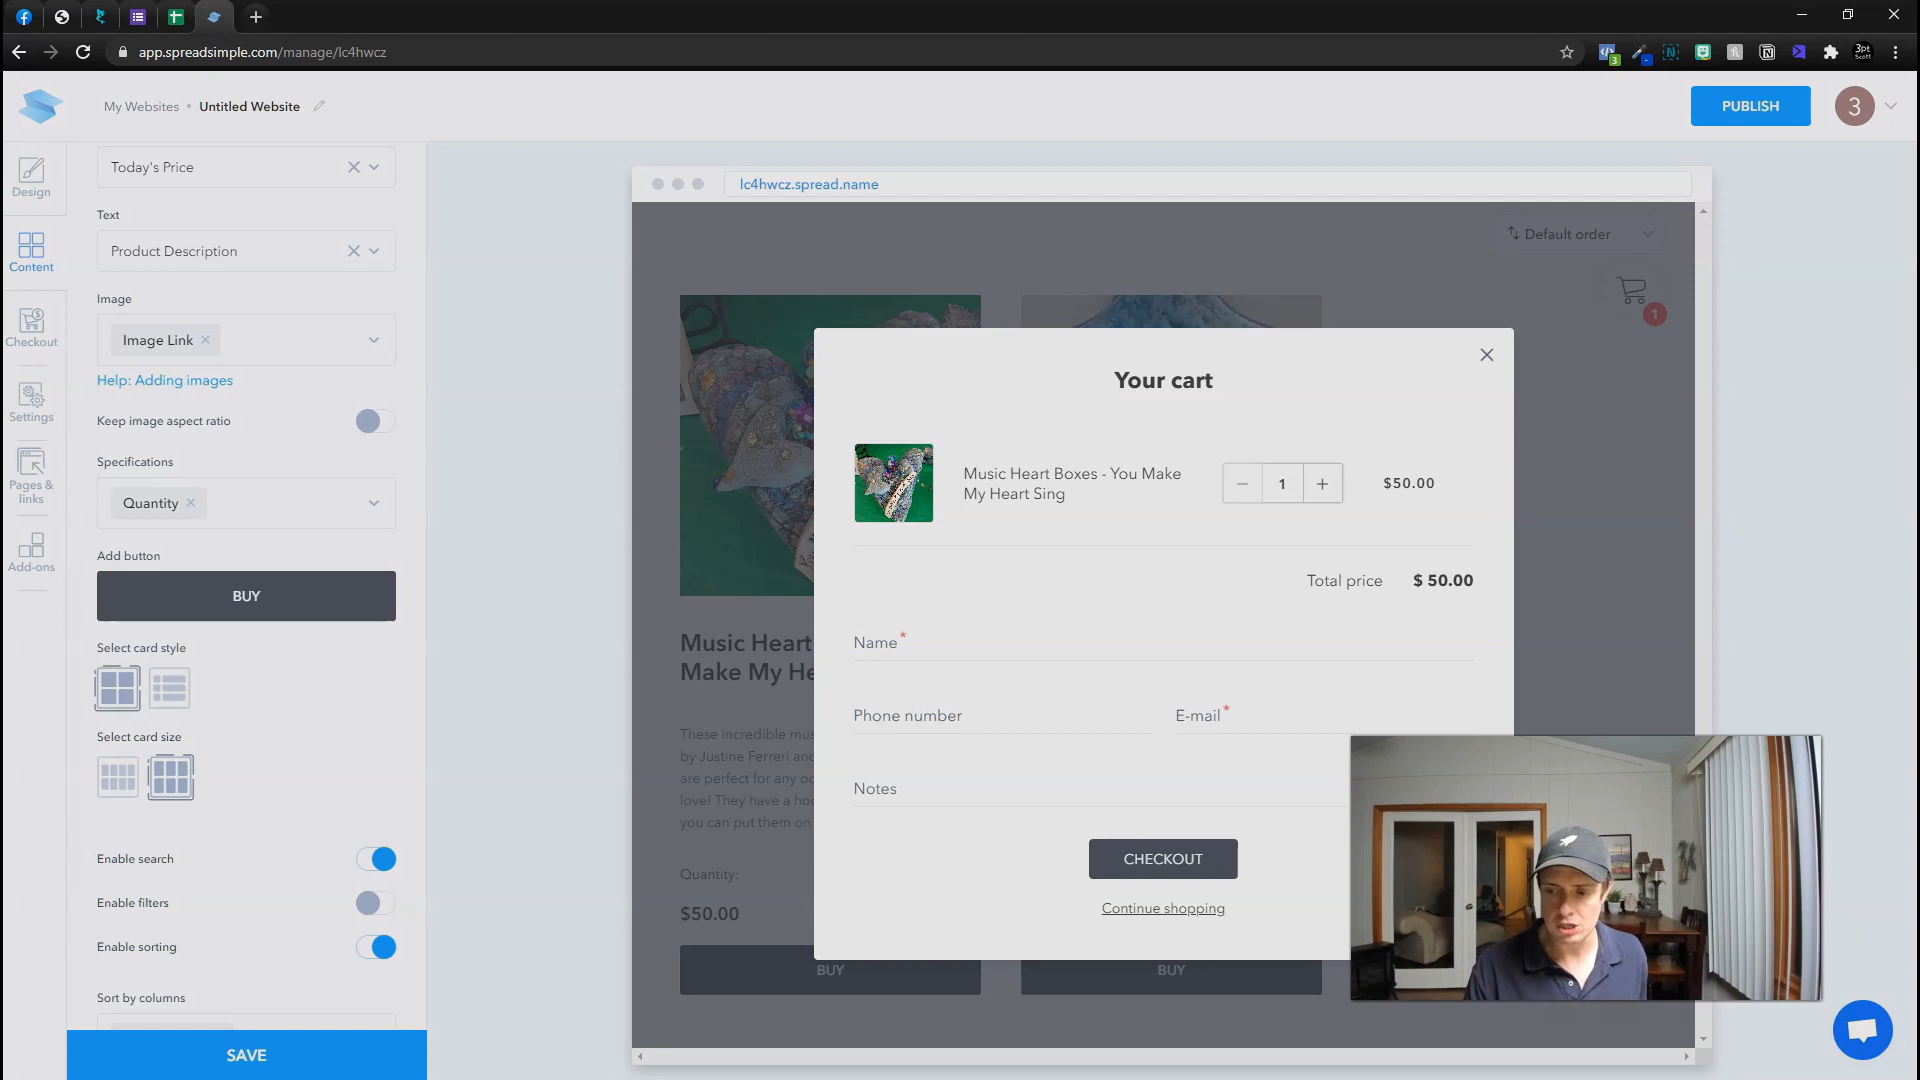 app.spreadsimple.com/manage/lc4hwcz
3
3pt
Scott
My Websites • Untitled Website
PUBLISH
3
Design
Content
Checkout
Settings
Pages &
links
Add-ons
Today's Price
Text
Product Description
Image
Image Link
Help: Adding images
Keep image aspect ratio
Specifications
Quantity
Add button
BUY
Select card style
Select card size
Enable search
Enable filters
Enable sorting
Sort by columns
SAVE
lc4hwcz.spread.name
Default order
1
Music Heart
Make My He
These incredible mus
by Justine Ferreri and
are perfect for any oc
love! They have a hoo
you can put them on
Quantity:
$50.00
BUY
BUY
Your cart
Music Heart Boxes - You Make
My Heart Sing
1
$50.00
Total price $ 50.00
Name*
Phone number
E-mail*
Notes
CHECKOUT
Continue shopping